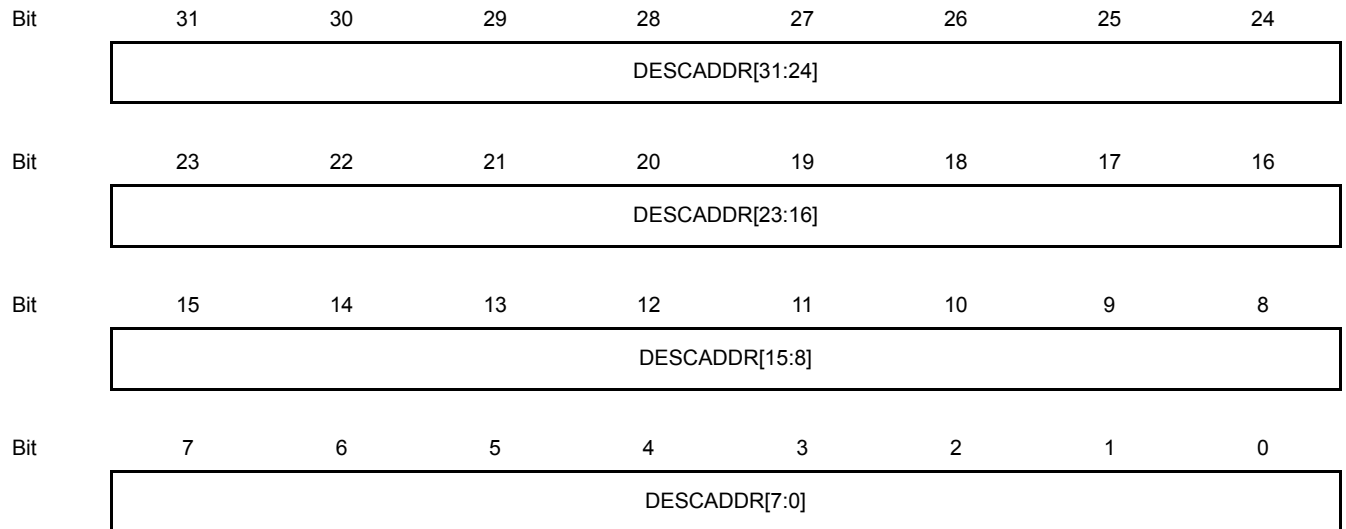 Bit 31 30 29 28 27 26 25 24
DESCADDR[31:24]
Bit 23 22 21 20 19 18 17 16
DESCADDR[23:16]
Bit 15 14 13 12 11 10 9 8
DESCADDR[15:8]
Bit 7 6 5 4 3 2 1 0
DESCADDR[7:0]